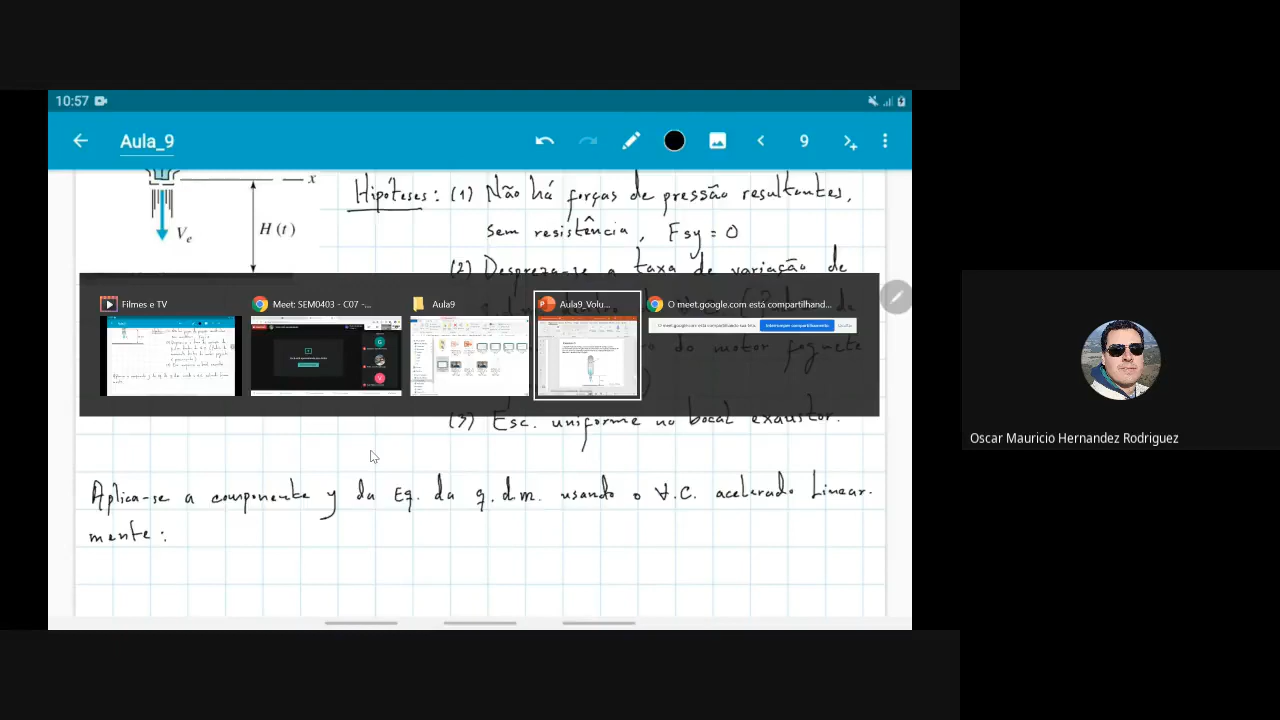 10:57
Aula_9
9
x
H(t)
Ve
Hipóteses: (1) Não há forças de pressão resultantes,
sem resistência, Fsy = 0
(2) Despreza-se a taxa de variação de
Filmes e TV
Meet: SEM0403 - C07 -...
Aula9
Aula9_Volu...
O meet.google.com está compartilhand...
do motor foguete
(3) Esc. uniforme no bocal exaustor.
Aplica-se a componente y da Eq. da q.d.m. usando o V.C. acelerado Linear-
mente:
Oscar Mauricio Hernandez Rodriguez